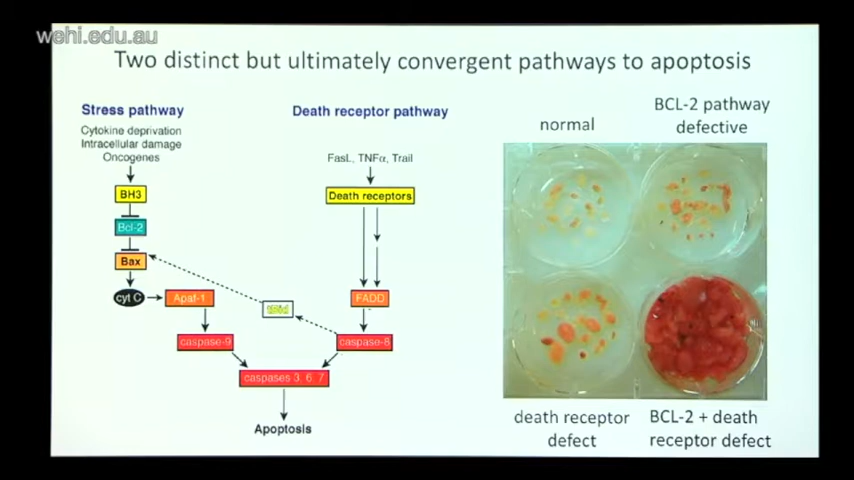 wehi.edu.au
Two distinct but ultimately convergent pathways to apoptosis
Stress pathway
Cytokine deprivation
Intracellular damage
Oncogenes
BH3
Bcl-2
Bax
cyt C
Apaf-1
caspase-9
Death receptor pathway
FasL, TNFα, Trail
Death receptors
FADD
tBid
caspase-8
caspases 3, 6, 7
Apoptosis
normal
BCL-2 pathway
defective
death receptor
defect
BCL-2 + death
receptor defect